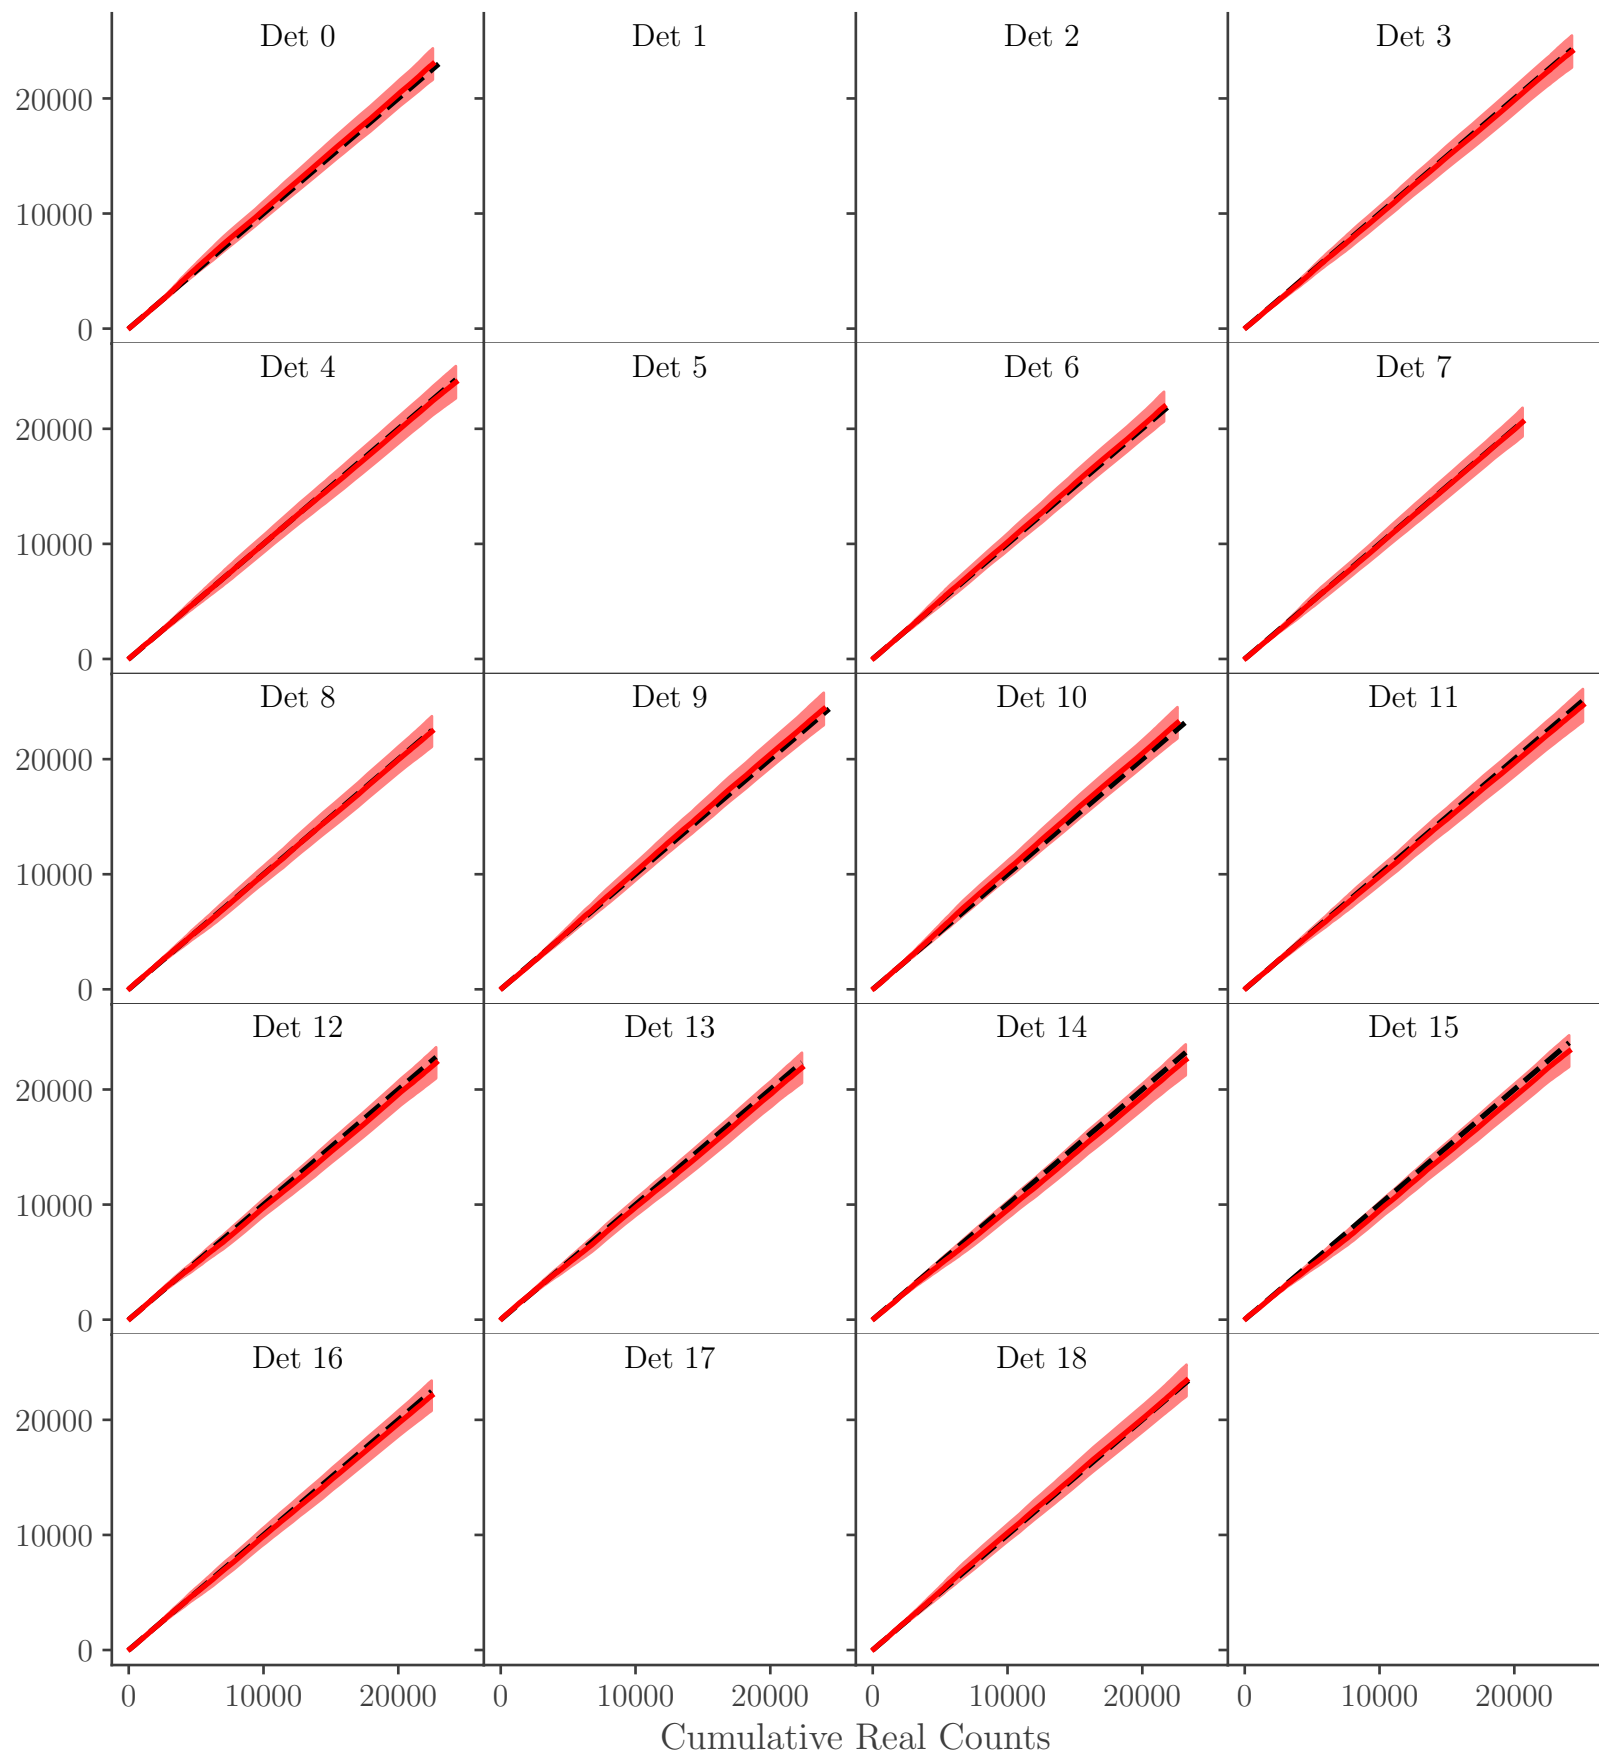 Det 0 Det 1 Det 2 Det 3
20000
10000
0
Det 4 Det 5 Det 6 Det 7
20000
10000
0
Det 8 Det 9 Det 10 Det 11
20000
10000
0
Det 12 Det 13 Det 14 Det 15
20000
10000
0
Det 16 Det 17 Det 18
20000
10000
0
0 10000 20000 0 10000 20000 0 10000 20000 0 10000 20000
Cumulative Real Counts